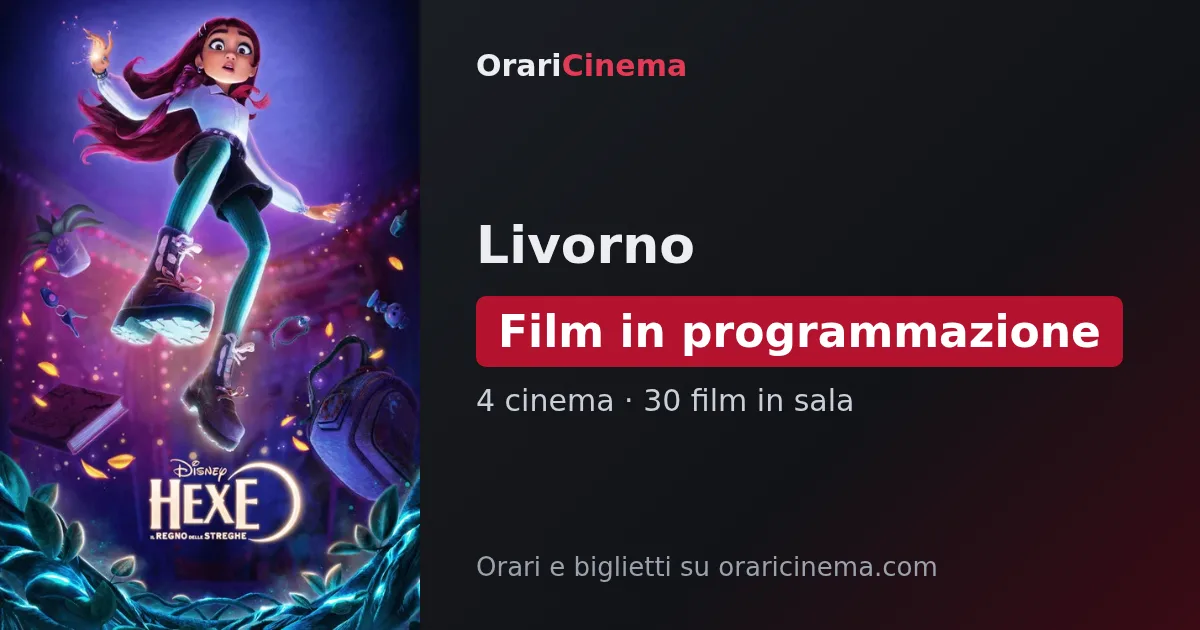 OrariCinema
Livorno
Film in programmazione
4 cinema · 30 film in sala
Orari e biglietti su oraricinema.com
Disney
HEXE
IL REGNO DELLE STREGHE